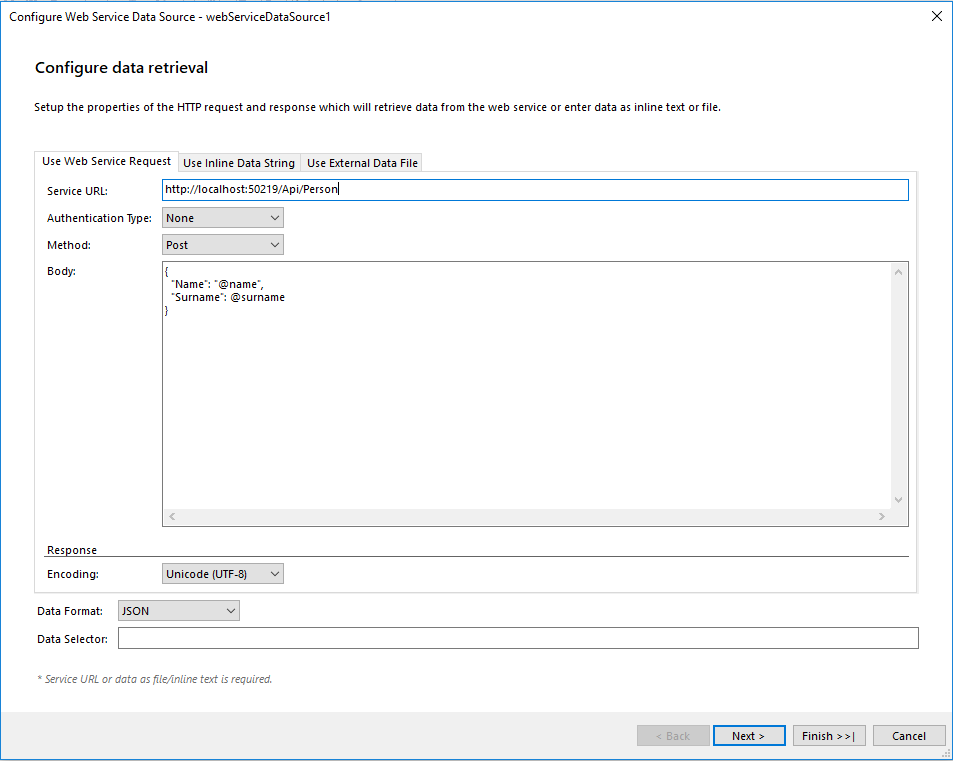 Configure Web Service Data Source - webServiceDataSource1
Configure data retrieval
Setup the properties of the HTTP request and response which will retrieve data from the web service or enter data as inline text or file.
Use Web Service Request Use Inline Data String Use External Data File
Service URL: http://localhost:50219/Api/Person
Authentication Type: None
Method: Post
Body: {
"Name": "@name",
"Surname": @surname
}
Response
Encoding: Unicode (UTF-8)
Data Format: JSON
Data Selector:
* Service URL or data as file/inline text is required.
< Back Next > Finish >>| Cancel